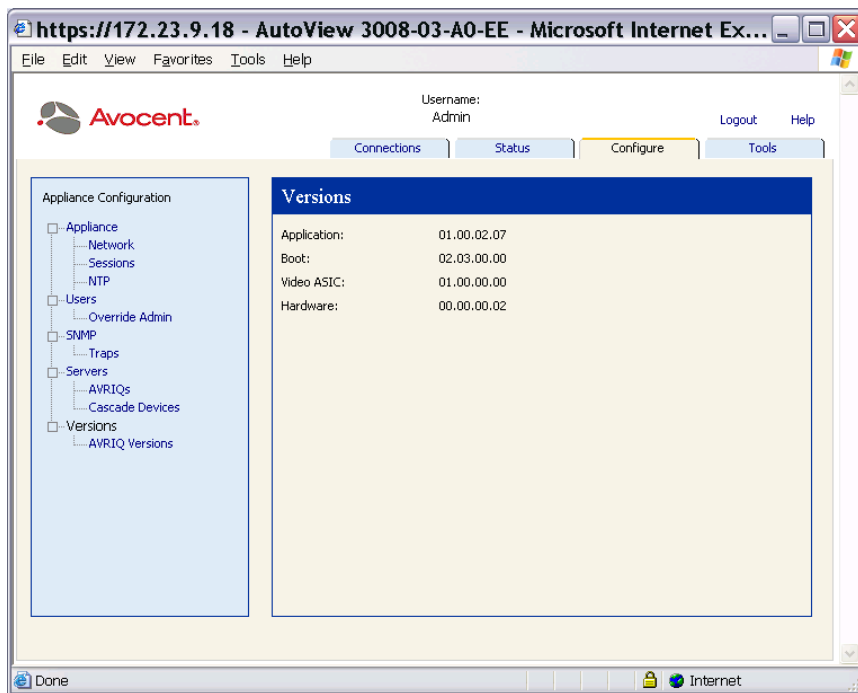 https://172.23.9.18 - AutoView 3008-03-A0-EE - Microsoft Internet Ex...
File Edit View Favorites Tools Help
Avocent®
Username:
Admin
Logout Help
Connections Status Configure Tools
Appliance Configuration
Appliance
Network
Sessions
NTP
Users
Override Admin
SNMP
Traps
Servers
AVRIQs
Cascade Devices
Versions
AVRIQ Versions
Versions
Application: 01.00.02.07
Boot: 02.03.00.00
Video ASIC: 01.00.00.00
Hardware: 00.00.00.02
Done
Internet